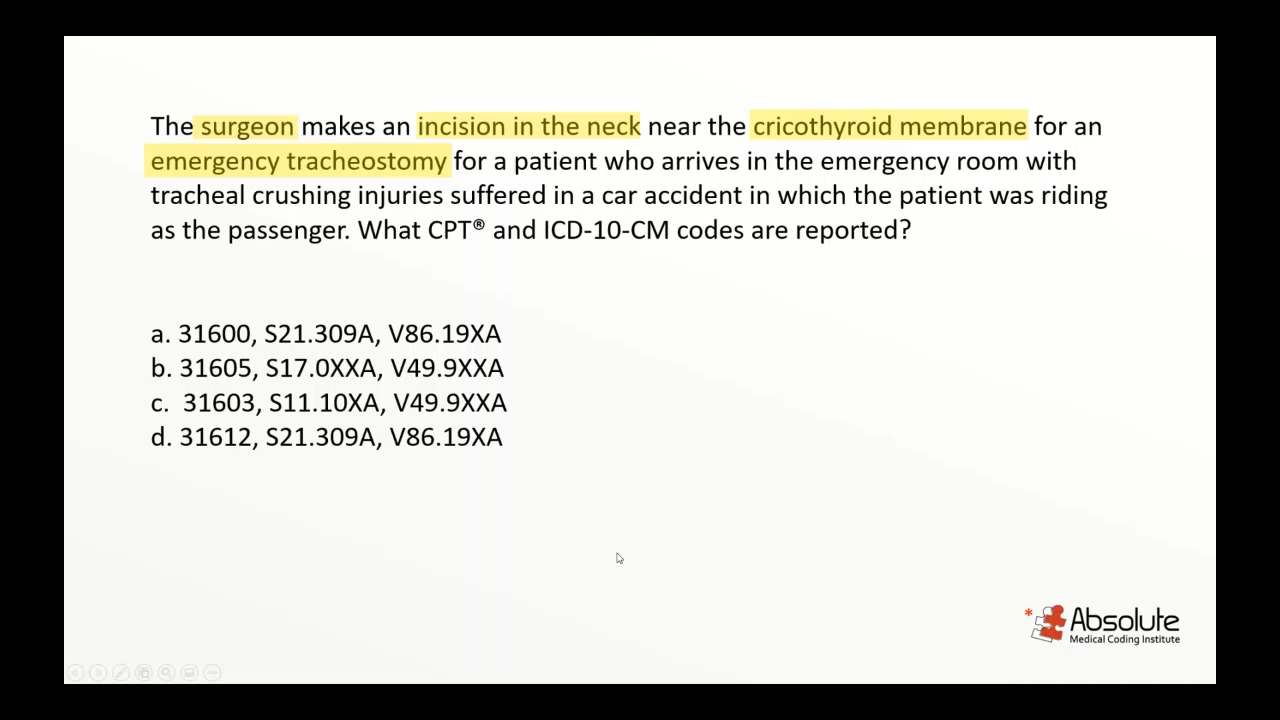 The surgeon makes an incision in the neck near the cricothyroid membrane for an
emergency tracheostomy for a patient who arrives in the emergency room with
tracheal crushing injuries suffered in a car accident in which the patient was riding
as the passenger. What CPT® and ICD-10-CM codes are reported?
a. 31600, S21.309A, V86.19XA
b. 31605, S17.0XXA, V49.9XXA
c. 31603, S11.10XA, V49.9XXA
d. 31612, S21.309A, V86.19XA
* Absolute
Medical Coding Institute